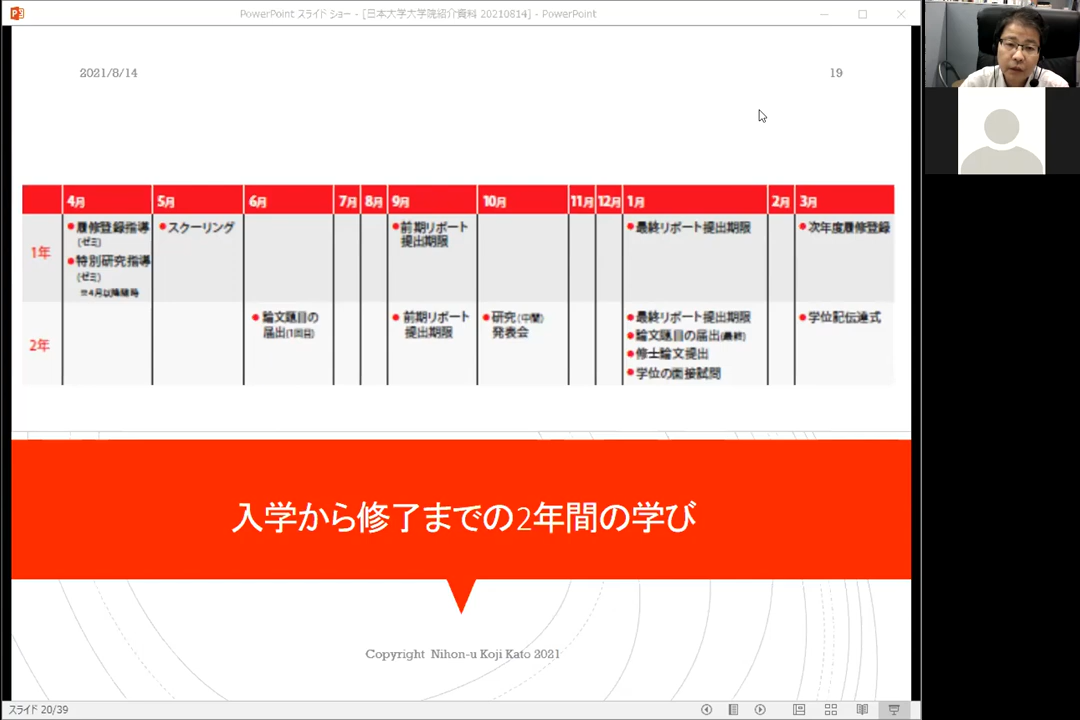 PowerPoint スライド ショー - [日本大学大学院紹介資料 20210814] - PowerPoint
2021/8/14
19
4月 5月 6月 7月 8月 9月 10月 11月 12月 1月 2月 3月
1年
●履修登録指導
(ゼミ)
●特別研究指導
(ゼミ)
※4月以降随時
●スクーリング
●前期リポート
提出期限
●最終リポート提出期限
●次年度履修登録
2年
●論文題目の
届出(1回目)
●前期リポート
提出期限
●研究(中間)
発表会
●最終リポート提出期限
●論文題目の届出(最終)
●修士論文提出
●学位の面接試問
●学位記伝達式
入学から修了までの2年間の学び
Copyright Nihon-u Koji Kato 2021
スライド 20/39